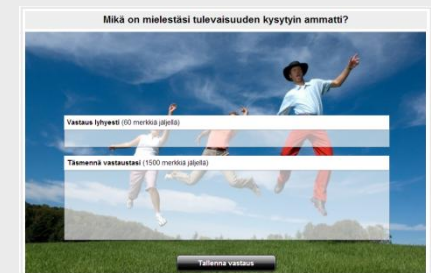 Mikä on mielestäsi tulevaisuuden kysytyin ammatti?
Vastaus lyhyesti (60 merkkiä jäljellä)
Täsmennä vastaustasi (1500 merkkiä jäljellä)
Tallenna vastaus